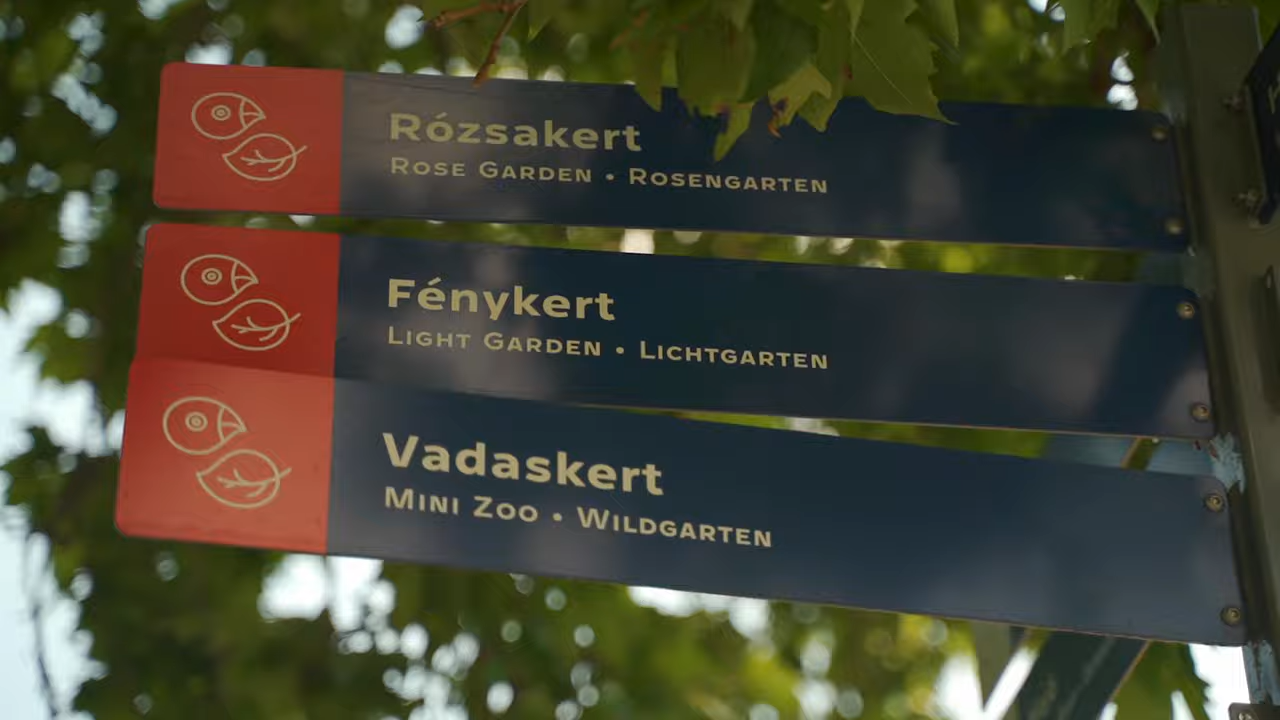 Rózsakert
Rose Garden • Rosengarten
Fénykert
Light Garden • Lichtgarten
Vadaskert
Mini Zoo • Wildgarten